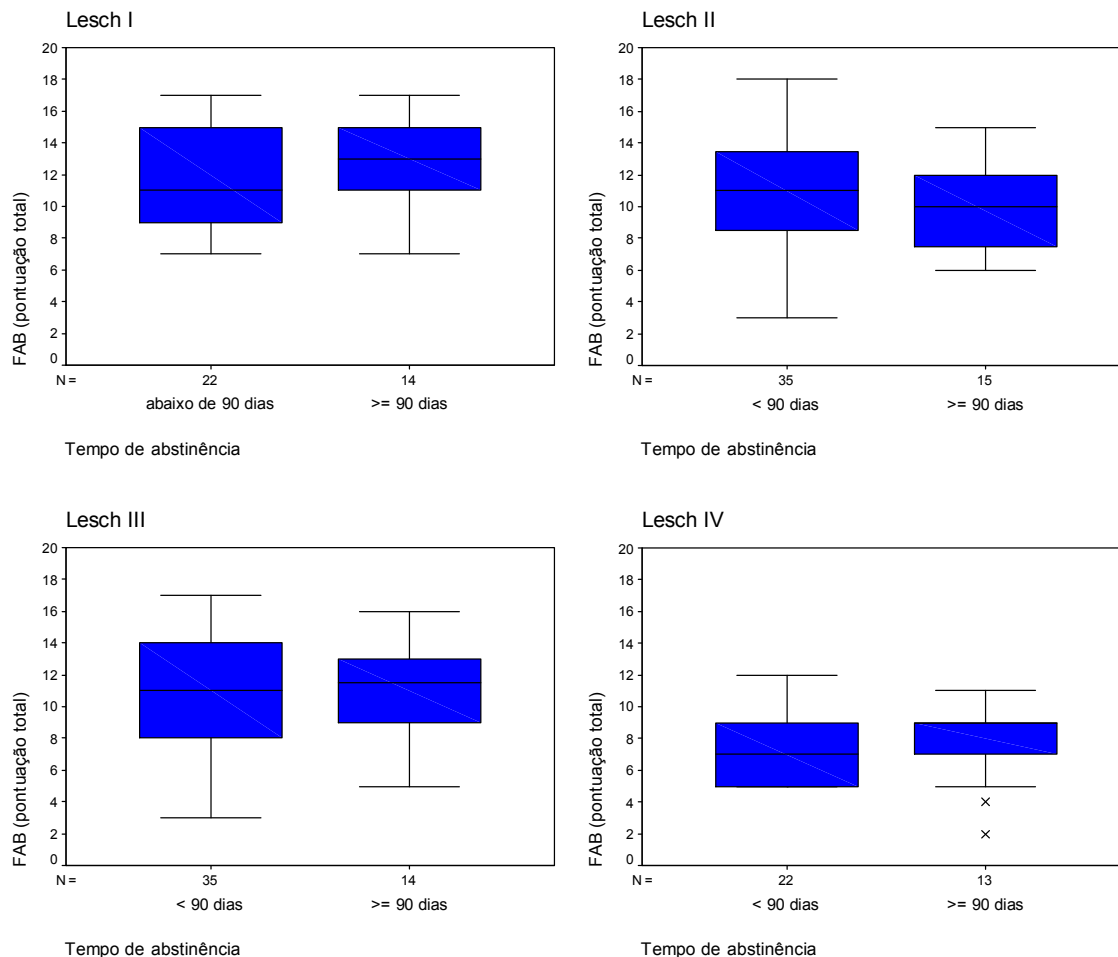 Lesch I
20
18
16
14
12
10
8
6
4
2
0
FAB (pontuação total)
N = 22 14
abaixo de 90 dias >= 90 dias
Tempo de abstinência
Lesch II
20
18
16
14
12
10
8
6
4
2
0
FAB (pontuação total)
N = 35 15
< 90 dias >= 90 dias
Tempo de abstinência
Lesch III
20
18
16
14
12
10
8
6
4
2
0
FAB (pontuação total)
N = 35 14
< 90 dias >= 90 dias
Tempo de abstinência
Lesch IV
20
18
16
14
12
10
8
6
4
2
0
FAB (pontuação total)
N = 22 13
< 90 dias >= 90 dias
Tempo de abstinência